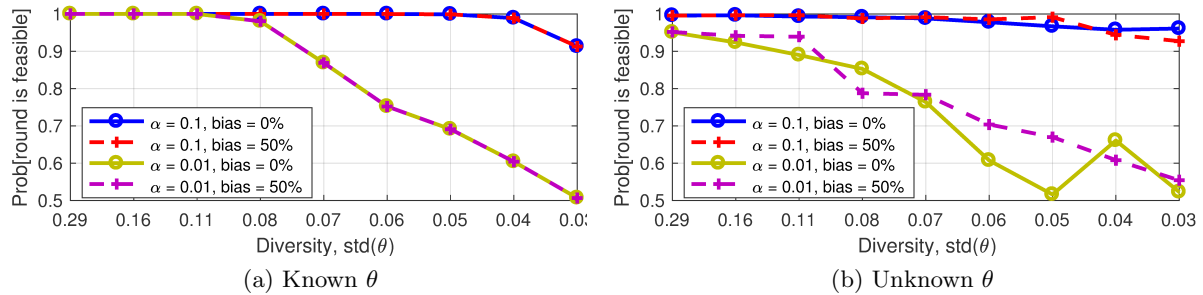 1
0.9
0.8
0.7
0.6
0.5
Prob[round is feasible]
α = 0.1, bias = 0%
α = 0.1, bias = 50%
α = 0.01, bias = 0%
α = 0.01, bias = 50%
0.29 0.16 0.11 0.08 0.07 0.06 0.05 0.04 0.0
Diversity, std(θ)
(a) Known θ
1
0.9
0.8
0.7
0.6
0.5
Prob[round is feasible]
α = 0.1, bias = 0%
α = 0.1, bias = 50%
α = 0.01, bias = 0%
α = 0.01, bias = 50%
0.29 0.16 0.11 0.08 0.07 0.06 0.05 0.04 0.03
Diversity, std(θ)
(b) Unknown θ